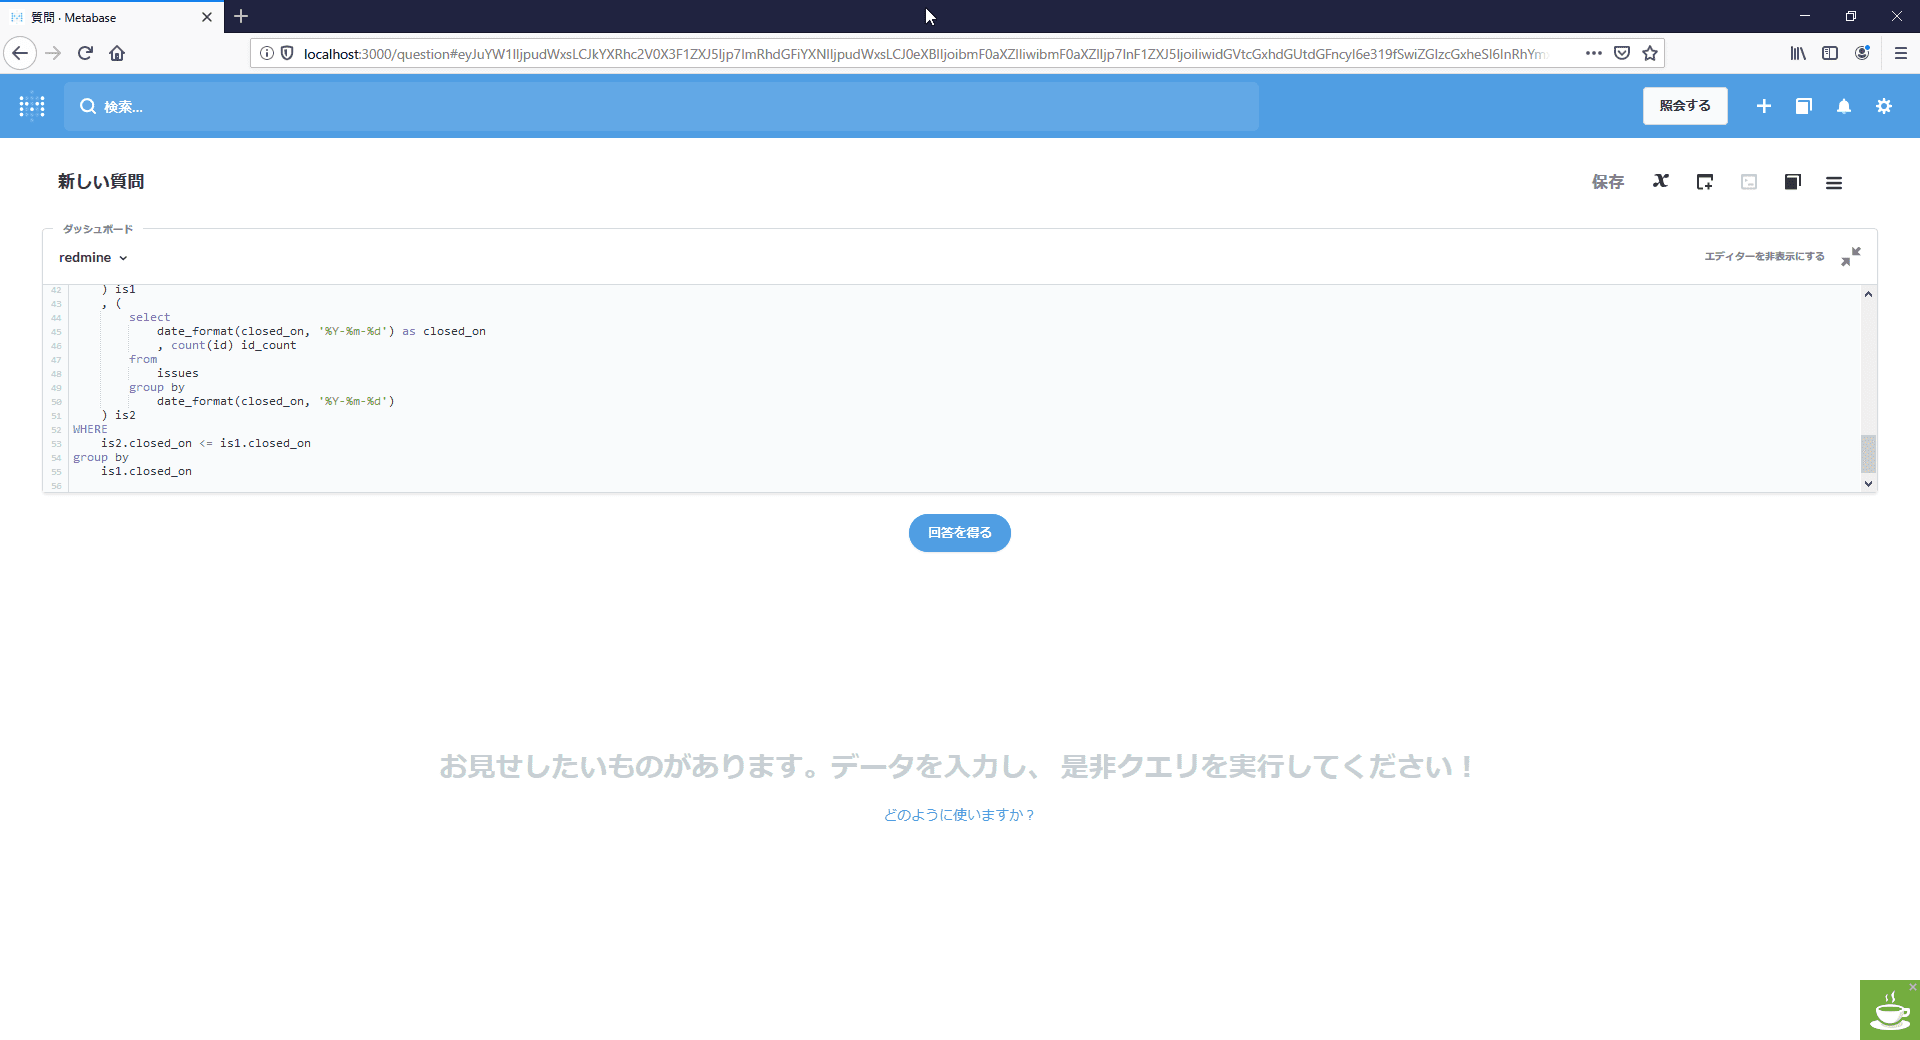 質問 · Metabase
localhost:3000/question#
検索...
照会する
新しい質問
保存
ダッシュボード
redmine
エディターを非表示にする
42 ) is1
43 , (
44 select
45 date_format(closed_on, '%Y-%m-%d') as closed_on
46 , count(id) id_count
47 from
48 issues
49 group by
50 date_format(closed_on, '%Y-%m-%d')
51 ) is2
52 WHERE
53 is2.closed_on <= is1.closed_on
54 group by
55 is1.closed_on
56
回答を得る
お見せしたいものがあります。データを入力し、 是非クエリを実行してください！
どのように使いますか？